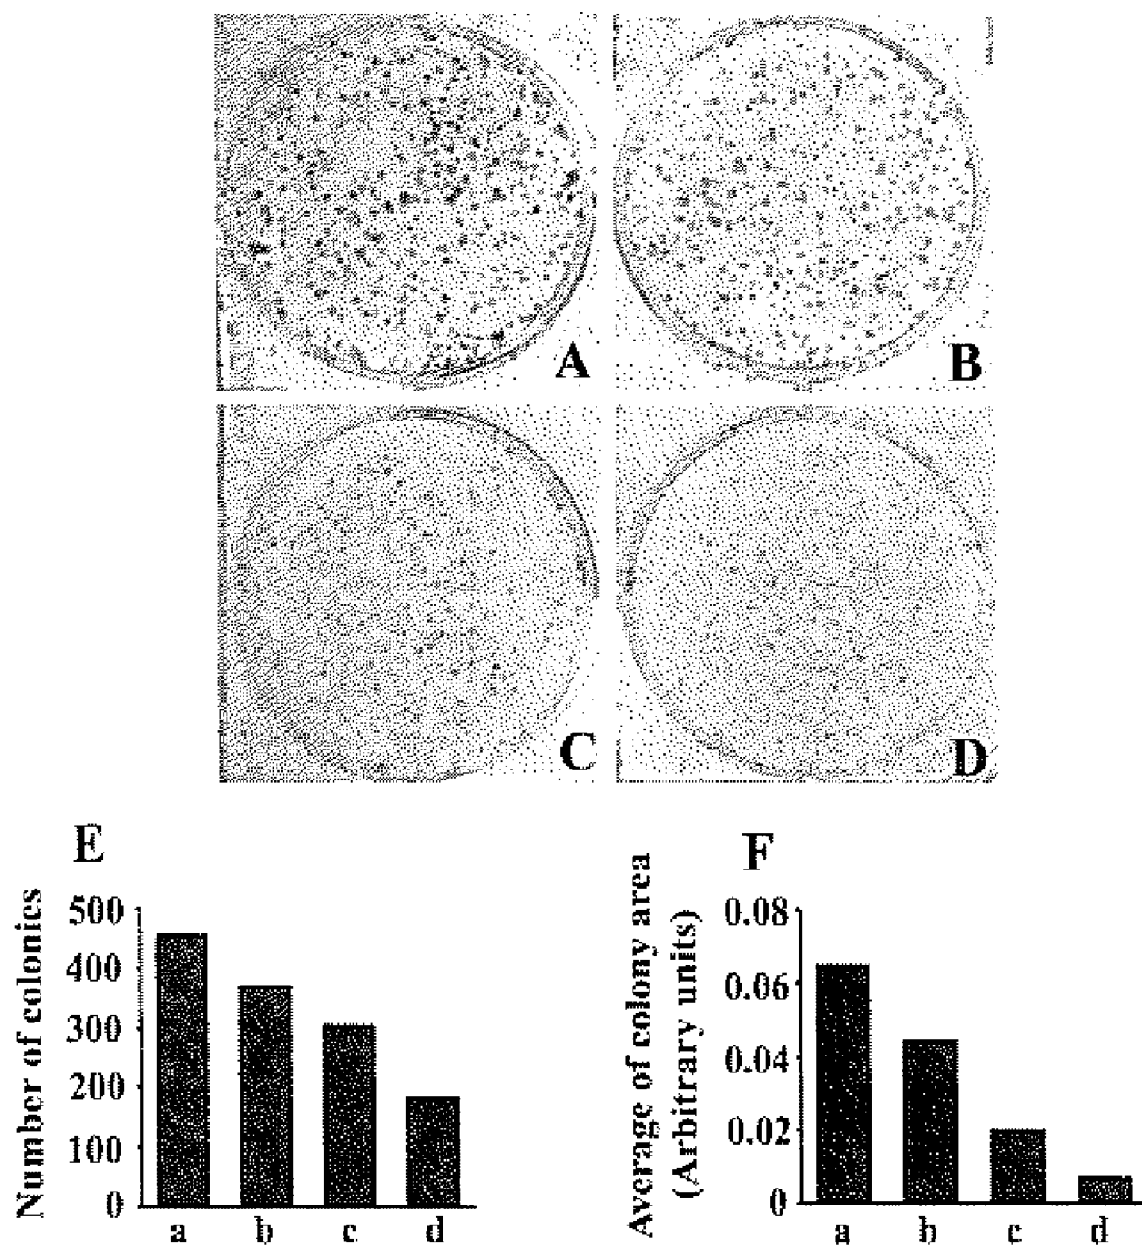 A
B
C
D
E
Number of colonies
500
400
300
200
100
0
a b c d
F
Average of colony area
(Arbitrary units)
0.08
0.06
0.04
0.02
0
a b c d